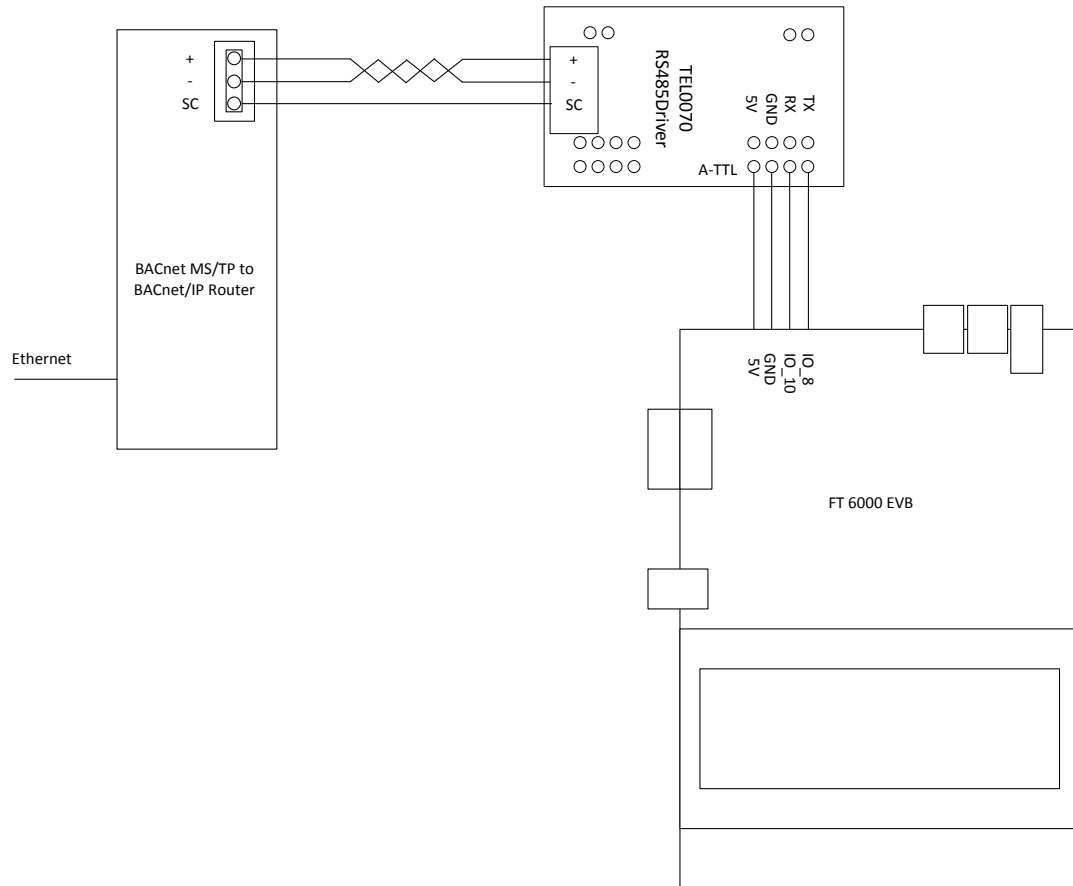 +
-
SC
BACnet MS/TP to
BACnet/IP Router
Ethernet
+
-
SC
TEL0070
RS485Driver
5V
GND
RX
TX
A-TTL
5V
GND
IO_10
IO_8
FT 6000 EVB